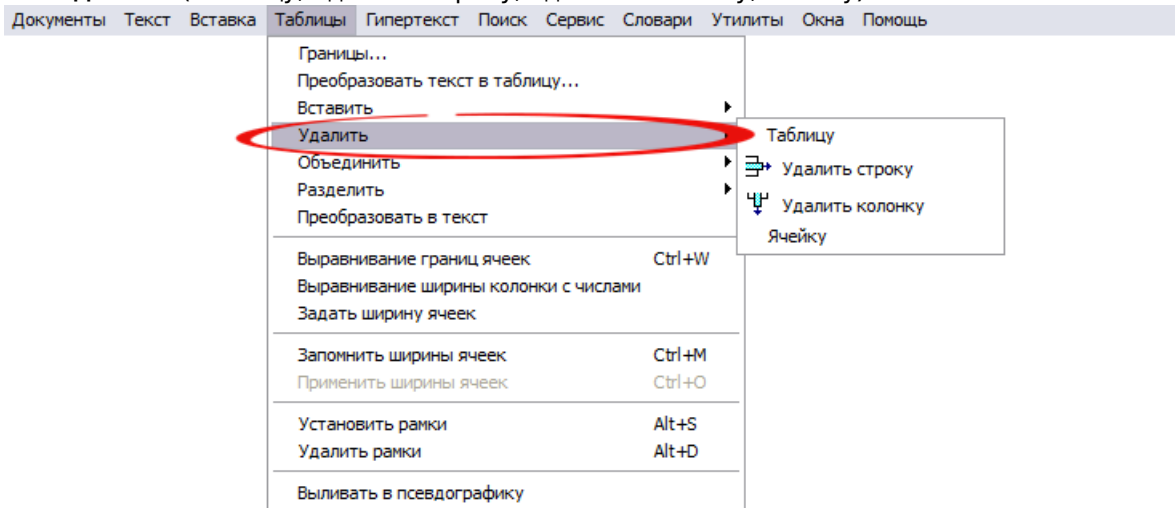 Документы Текст Вставка Таблицы Гипертекст Поиск Сервис Словари Утилиты Окна Помощь
Границы...
Преобразовать текст в таблицу...
Вставить
Удалить
Таблицу
Удалить строку
Удалить колонку
Ячейку
Объединить
Разделить
Преобразовать в текст
Выравнивание границ ячеек Ctrl+W
Выравнивание ширины колонки с числами
Задать ширину ячеек
Запомнить ширины ячеек Ctrl+M
Применить ширины ячеек Ctrl+O
Установить рамки Alt+S
Удалить рамки Alt+D
Выливать в псевдографику